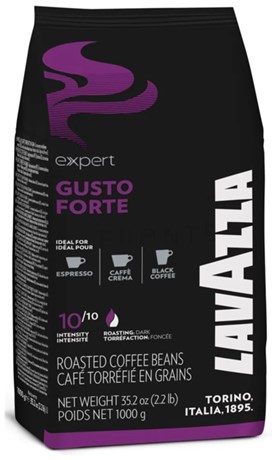 expert
GUSTO
FORTE
IDEAL FOR
IDÉAL POUR
ESPRESSO
CAFFÈ
CREMA
BLACK
COFFEE
10/10
INTENSITY
INTENSITÉ
ROASTING: DARK
TORRÉFACTION: FONCÉE
ROASTED COFFEE BEANS
CAFÉ TORRÉFIÉ EN GRAINS
NET WEIGHT 35.2 oz (2.2 lb)
POIDS NET 1000 g
LAVAZZA
TORINO,
ITALIA, 1895.